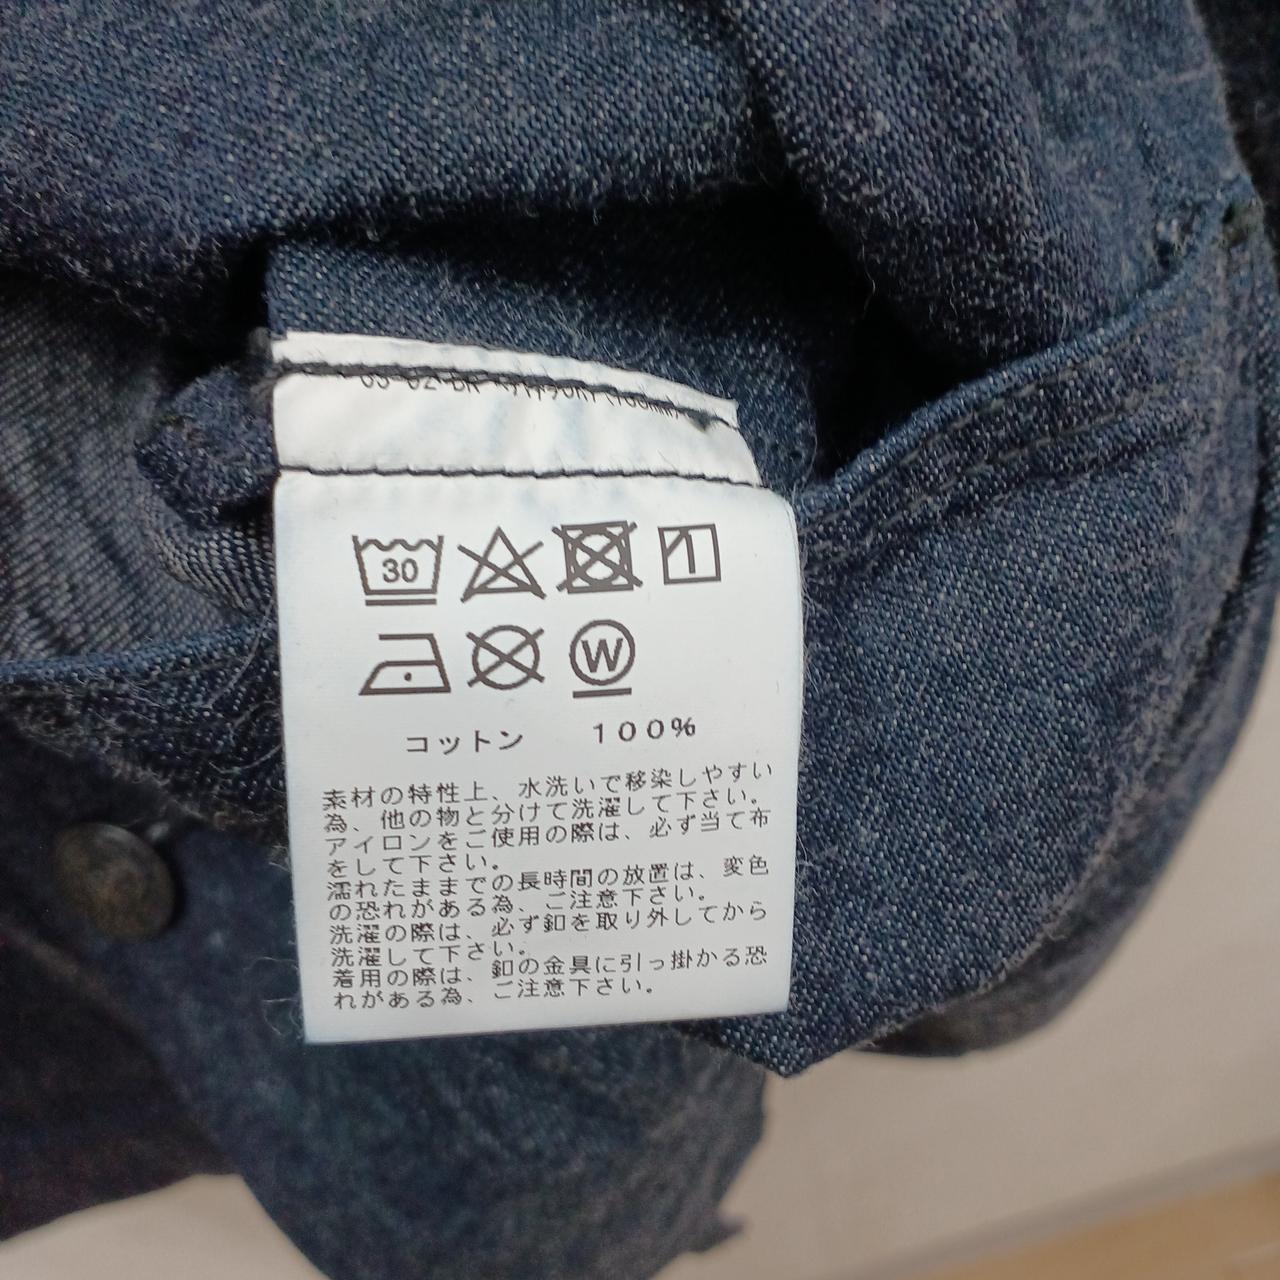 30
W
コットン 100%
素材の特性上、水洗いで移染しやすい
為、他の物と分けて洗濯して下さい。
アイロンをご使用の際は、必ず当て布
をして下さい。
濡れたままでの長時間の放置は、変色
の恐れがある為、ご注意下さい。
洗濯の際は、必ず釦を取り外してから
洗濯して下さい。
着用の際は、釦の金具に引っ掛かる恐
れがある為、ご注意下さい。